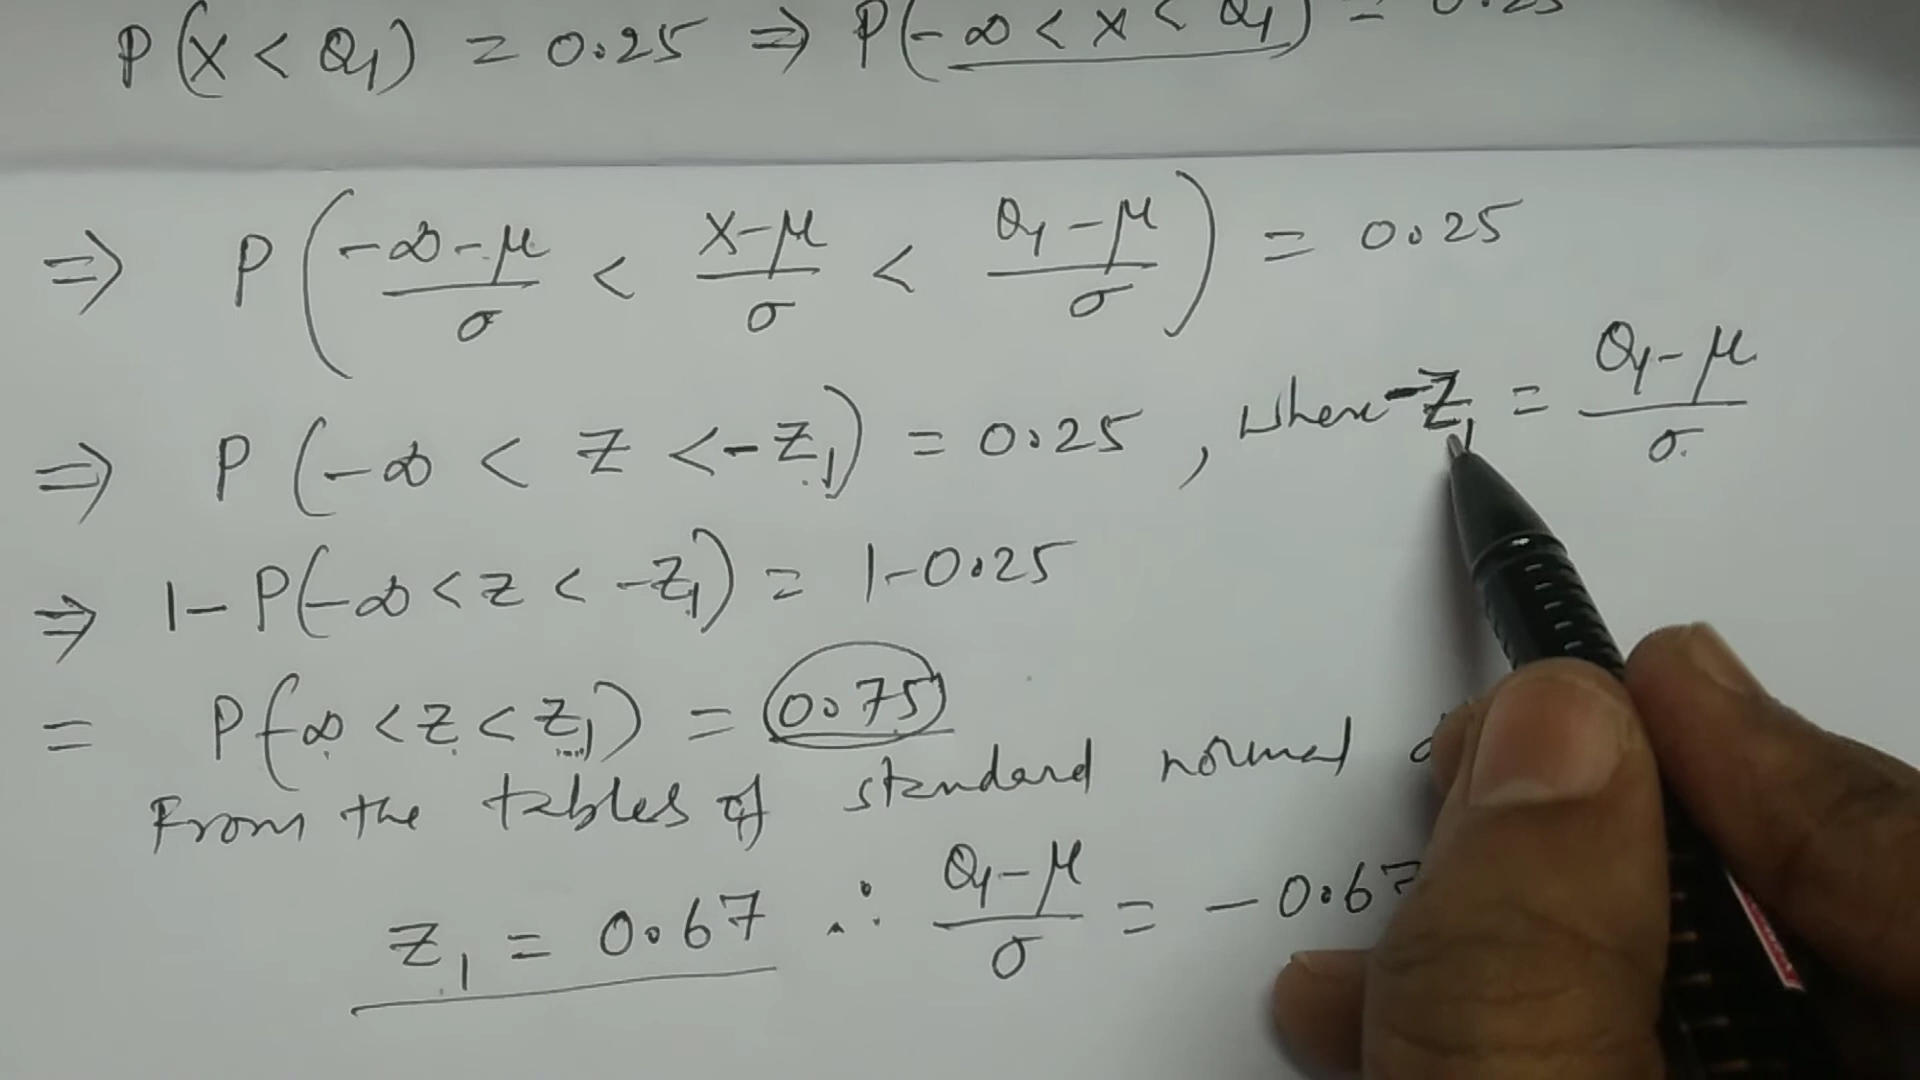 P(X < Q1) = 0.25 ⇒ P(-∞ < X < Q1) = 0.25
⇒ P( (-∞-μ)/σ < (X-μ)/σ < (Q1-μ)/σ ) = 0.25
⇒ P(-∞ < Z < -Z1) = 0.25, where -Z1 = (Q1-μ)/σ
⇒ 1-P(-∞ < Z < -Z1) = 1-0.25
= P(-∞ < Z < Z1) = 0.75
From the tables of standard normal
Z1 = 0.67 ∴ (Q1-μ)/σ = -0.67